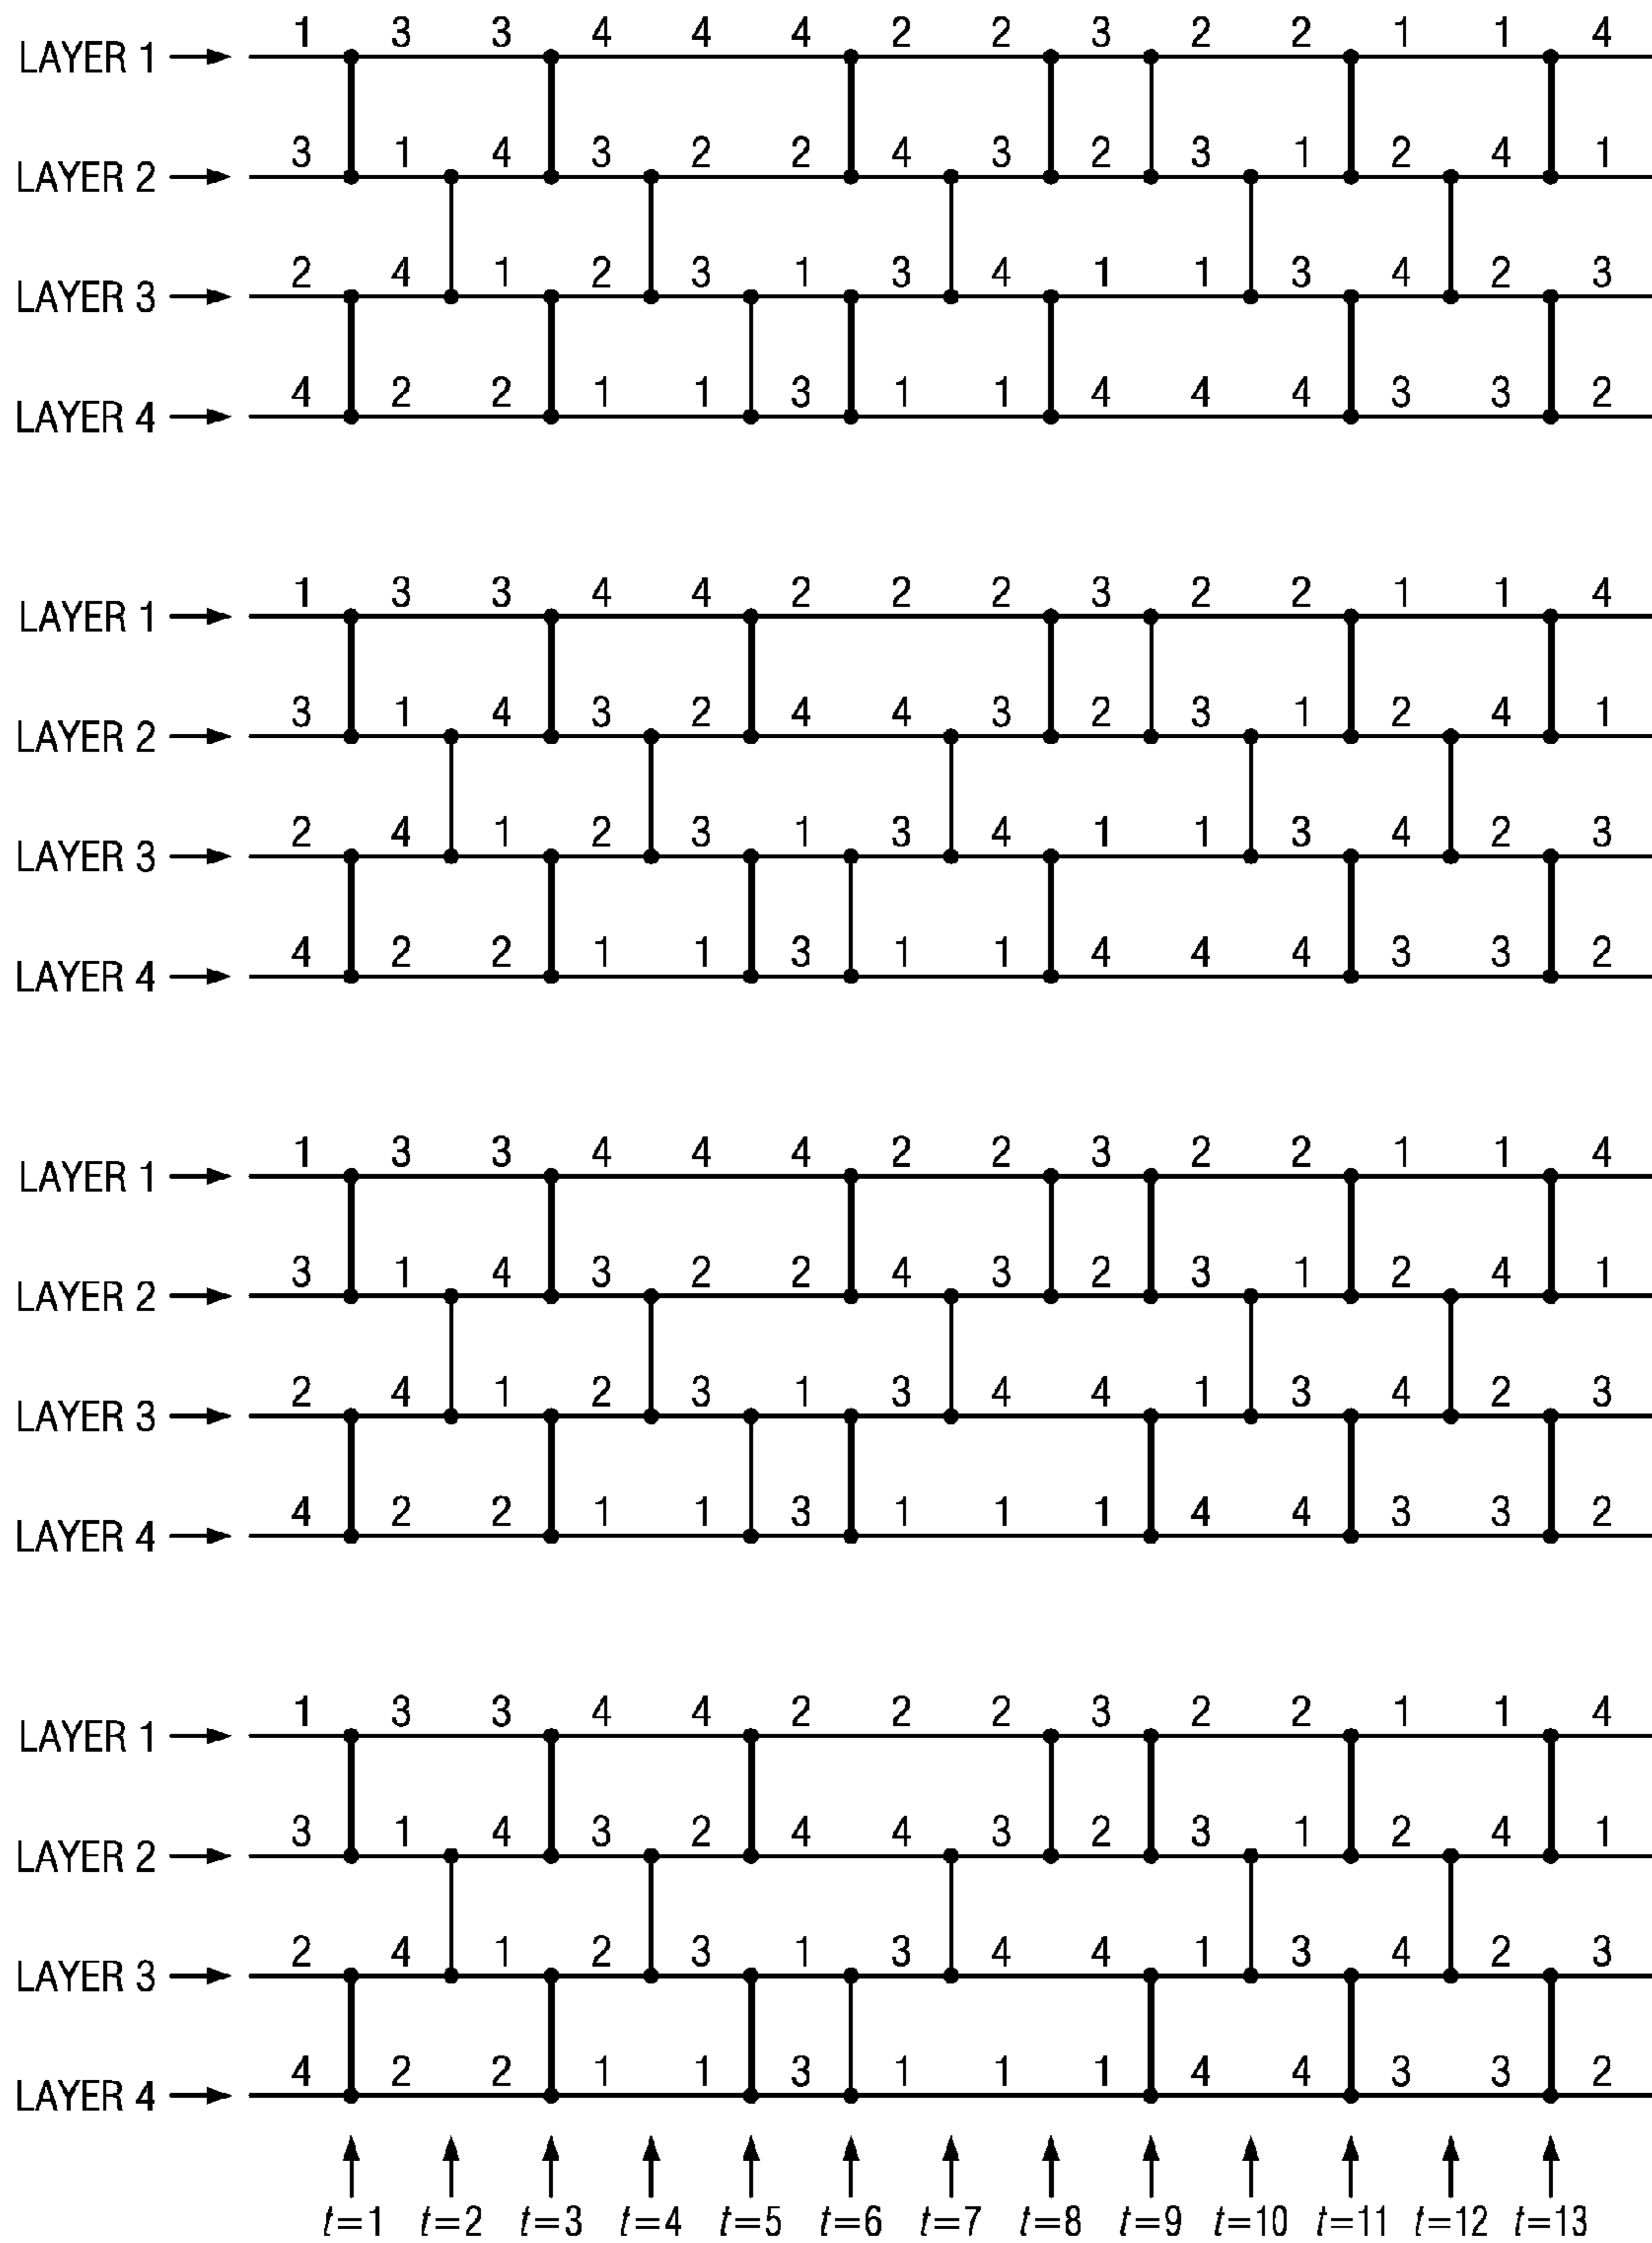 1 3 3 4 4 4 2 2 3 2 2 1 1 4
LAYER 1
3 1 4 3 2 2 4 3 2 3 1 2 4 1
LAYER 2
2 4 1 2 3 1 3 4 1 1 3 4 2 3
LAYER 3
4 2 2 1 1 3 1 1 4 4 4 3 3 2
LAYER 4
1 3 3 4 4 2 2 2 3 2 2 1 1 4
LAYER 1
3 1 4 3 2 4 4 3 2 3 1 2 4 1
LAYER 2
2 4 1 2 3 1 3 4 1 1 3 4 2 3
LAYER 3
4 2 2 1 1 3 1 1 4 4 4 3 3 2
LAYER 4
1 3 3 4 4 4 2 2 3 2 2 1 1 4
LAYER 1
3 1 4 3 2 2 4 3 2 3 1 2 4 1
LAYER 2
2 4 1 2 3 1 3 4 4 1 3 4 2 3
LAYER 3
4 2 2 1 1 3 1 1 1 4 4 3 3 2
LAYER 4
1 3 3 4 4 2 2 2 3 2 2 1 1 4
LAYER 1
3 1 4 3 2 4 4 3 2 3 1 2 4 1
LAYER 2
2 4 1 2 3 1 3 4 4 1 3 4 2 3
LAYER 3
4 2 2 1 1 3 1 1 1 4 4 3 3 2
LAYER 4
t=1 t=2 t=3 t=4 t=5 t=6 t=7 t=8 t=9 t=10 t=11 t=12 t=13